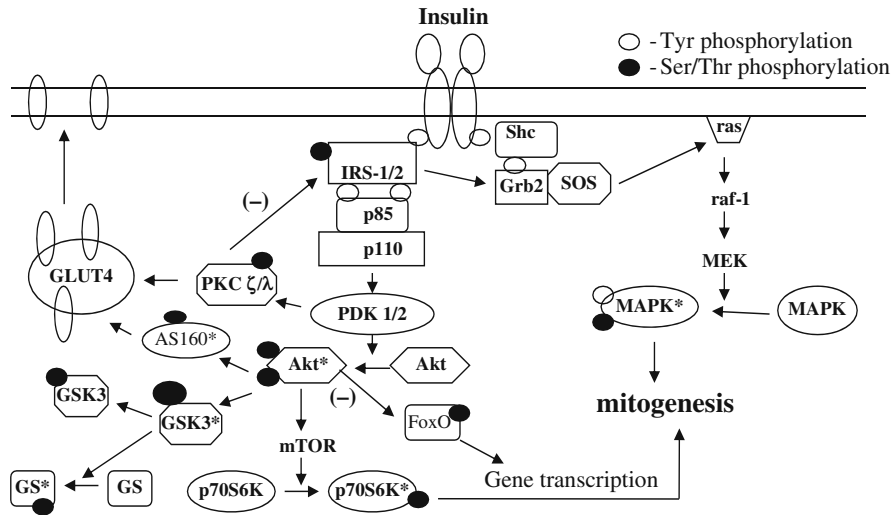 Insulin
- Tyr phosphorylation
- Ser/Thr phosphorylation
Shc
ras
IRS-1/2
Grb2
SOS
raf-1
(–)
p85
p110
MEK
GLUT4
PKC ζ/λ
PDK 1/2
MAPK*
MAPK
AS160*
Akt*
Akt
(–)
GSK3
GSK3*
FoxO
mitogenesis
mTOR
GS*
GS
p70S6K
p70S6K*
Gene transcription